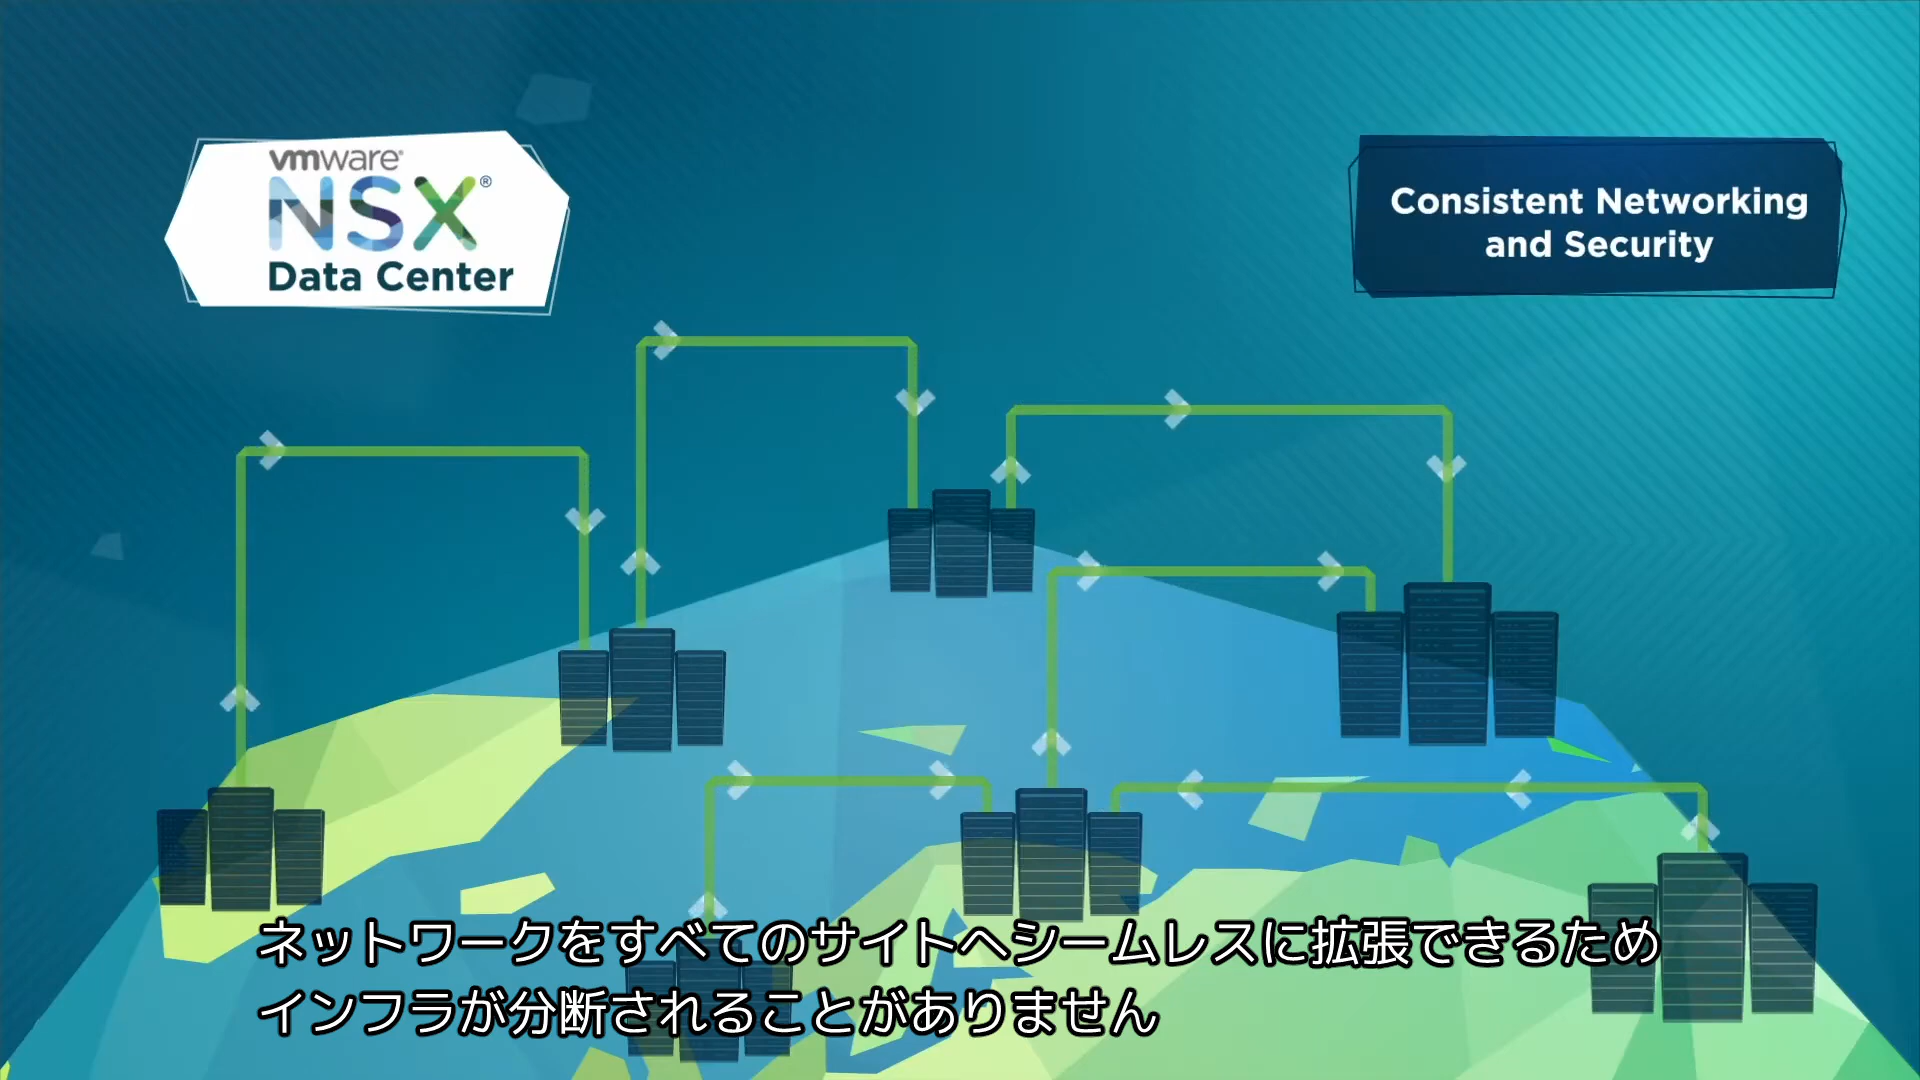 vmware®
NSX®
Data Center
Consistent Networking
and Security
ネットワークをすべてのサイトへシームレスに拡張できるため
インフラが分断されることがありません